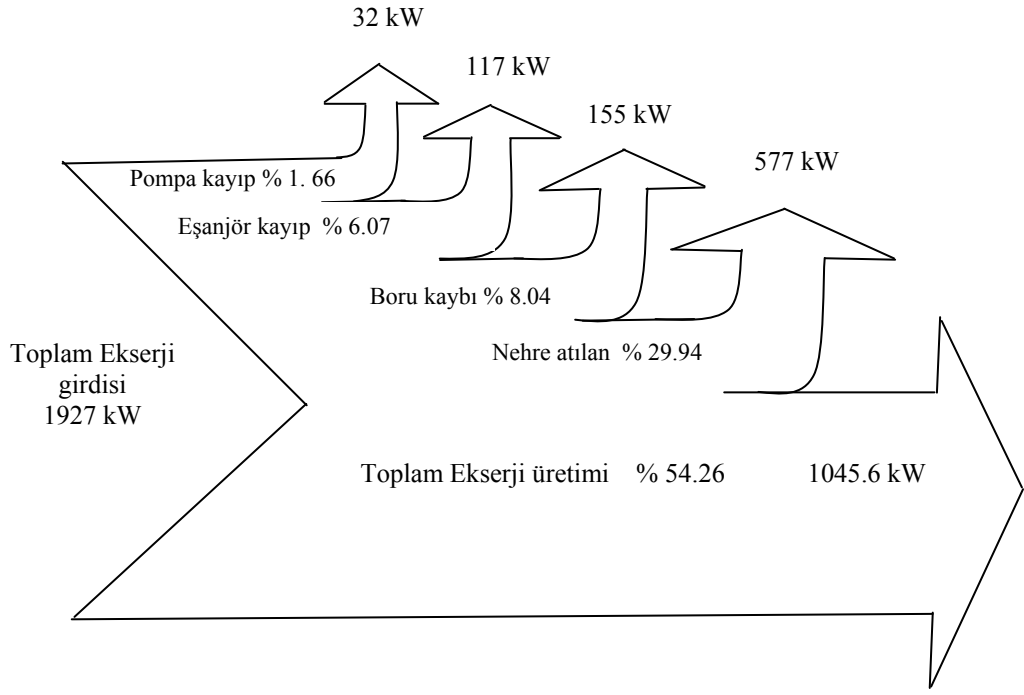 32 kW
117 kW
155 kW
577 kW
Pompa kayıp % 1. 66
Eşanjör kayıp % 6.07
Boru kaybı % 8.04
Nehre atılan % 29.94
Toplam Ekserji
girdisi
1927 kW
Toplam Ekserji üretimi % 54.26 1045.6 kW